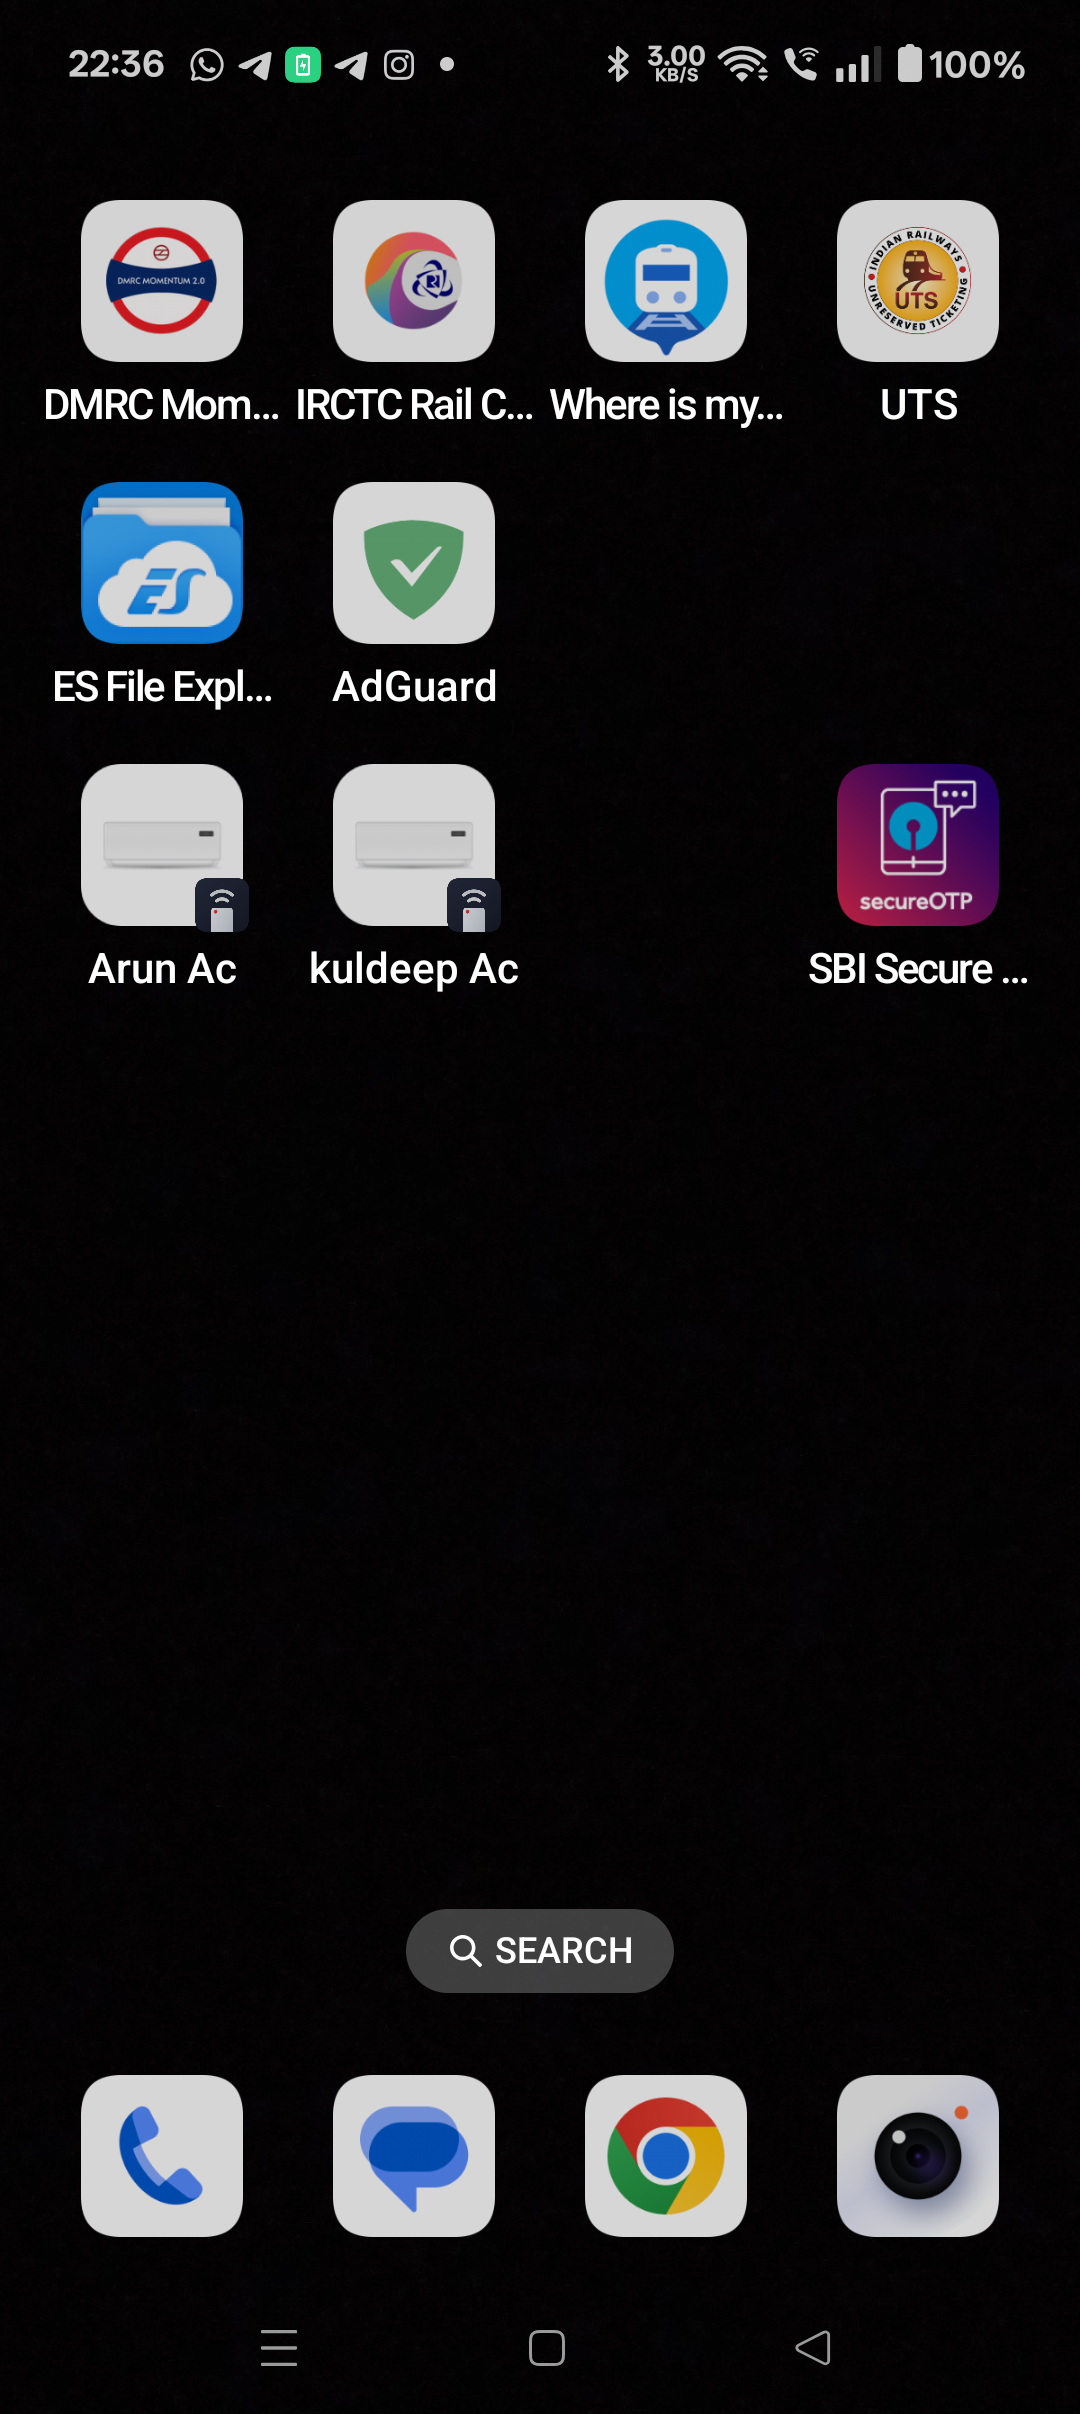 22:36
3.00
KB/S
100%
DMRC MOMENTUM 2.0
INDIAN RAILWAYS
UTS
UNRESERVED TICKETING
DMRC Mom...
IRCTC Rail C...
Where is my...
UTS
ES
ES File Expl...
AdGuard
secureOTP
Arun Ac
kuldeep Ac
SBI Secure ...
SEARCH